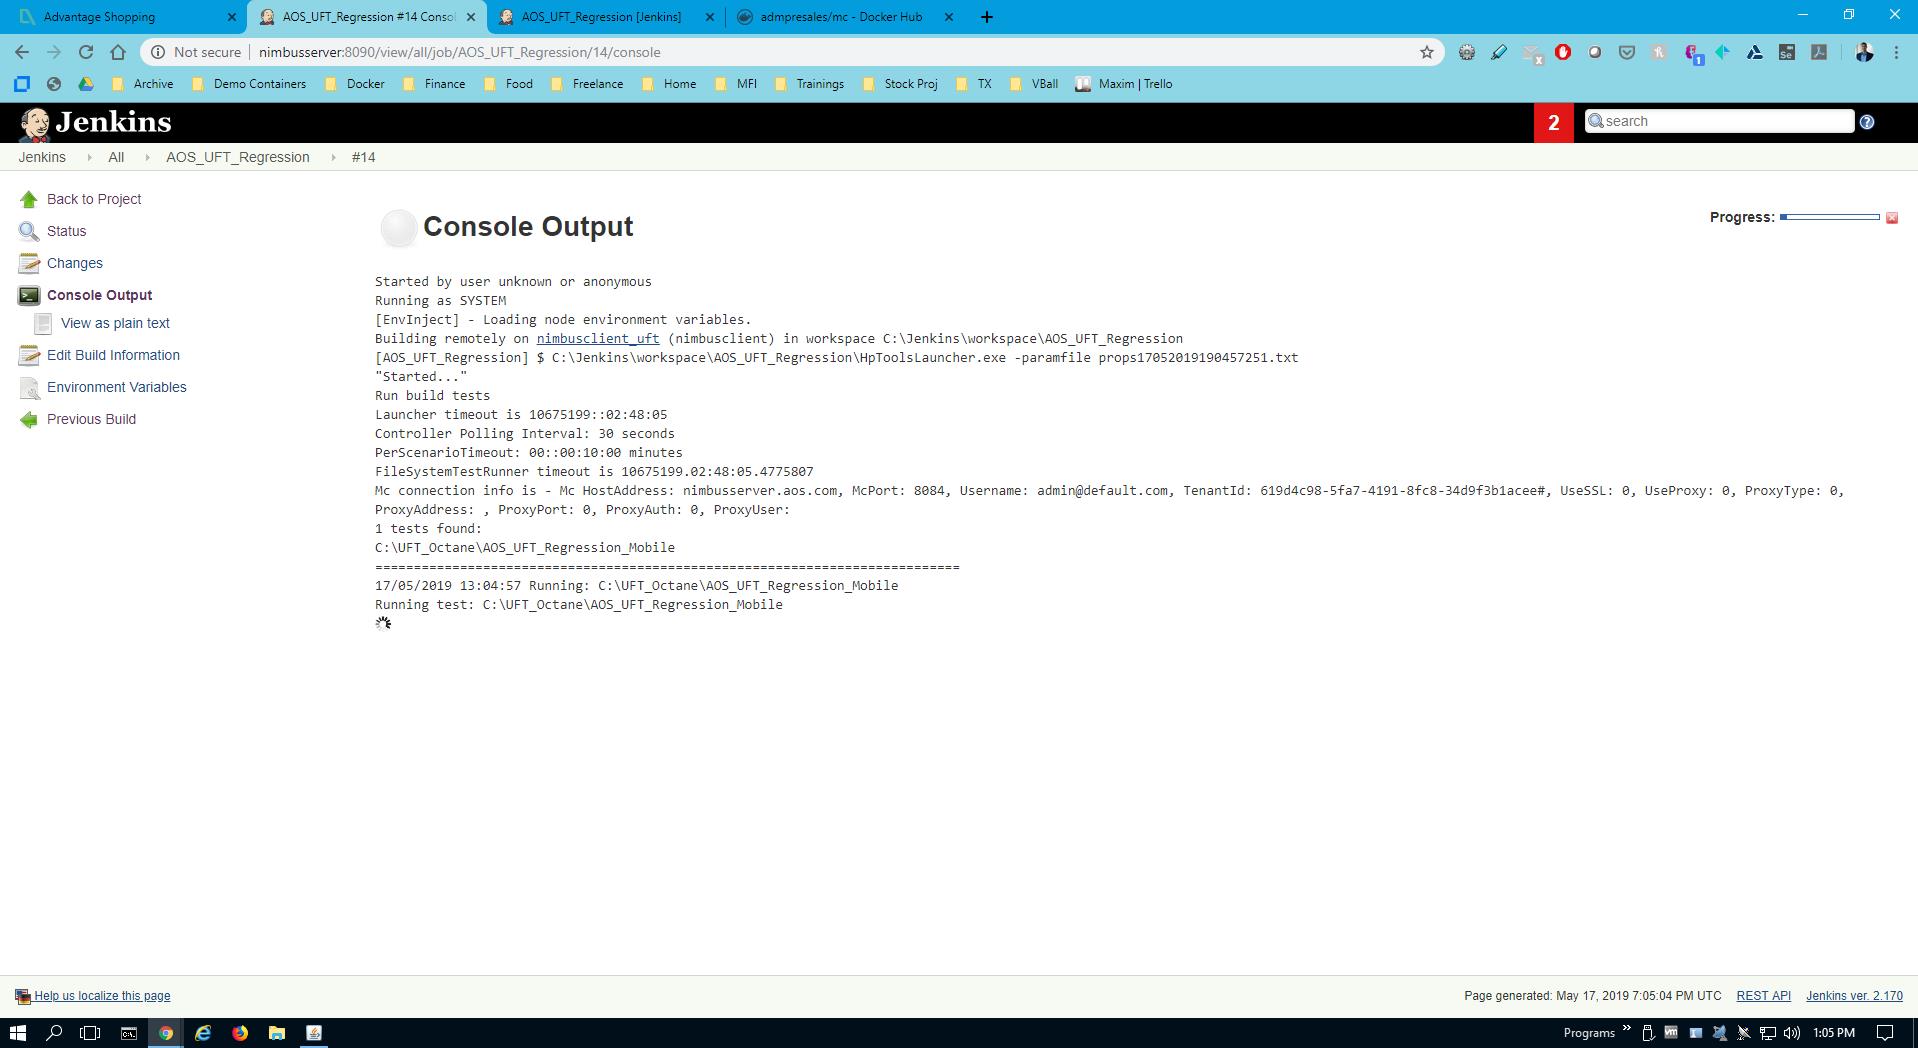 Advantage Shopping
AOS_UFT_Regression #14 Conso
AOS_UFT_Regression [Jenkins]
admpresales/mc - Docker Hub
Not secure
nimbusserver:8090/view/all/job/AOS_UFT_Regression/14/console
Archive
Demo Containers
Docker
Finance
Food
Freelance
Home
MFI
Trainings
Stock Proj
TX
VBall
Maxim | Trello
Jenkins
2
search
Jenkins
All
AOS_UFT_Regression
#14
Back to Project
Status
Changes
Console Output
View as plain text
Edit Build Information
Environment Variables
Previous Build
Console Output
Progress:
Started by user unknown or anonymous
Running as SYSTEM
[EnvInject] - Loading node environment variables.
Building remotely on nimbusclient_uft (nimbusclient) in workspace C:\Jenkins\workspace\AOS_UFT_Regression
[AOS_UFT_Regression] $ C:\Jenkins\workspace\AOS_UFT_Regression\HpToolsLauncher.exe -paramfile props17052019190457251.txt
"Started..."
Run build tests
Launcher timeout is 10675199::02:48:05
Controller Polling Interval: 30 seconds
PerScenarioTimeout: 00::00:10:00 minutes
FileSystemTestRunner timeout is 10675199.02:48:05.4775807
Mc connection info is - Mc HostAddress: nimbusserver.aos.com, McPort: 8084, Username: admin@default.com, TenantId: 619d4c98-5fa7-4191-8fc8-34d9f3b1acee#, UseSSL: 0, UseProxy: 0, ProxyType: 0,
ProxyAddress: , ProxyPort: 0, ProxyAuth: 0, ProxyUser:
1 tests found:
C:\UFT_Octane\AOS_UFT_Regression_Mobile
============================================================================
17/05/2019 13:04:57 Running: C:\UFT_Octane\AOS_UFT_Regression_Mobile
Running test: C:\UFT_Octane\AOS_UFT_Regression_Mobile
Help us localize this page
Page generated: May 17, 2019 7:05:04 PM UTC
REST API
Jenkins ver. 2.170
Programs
1:05 PM